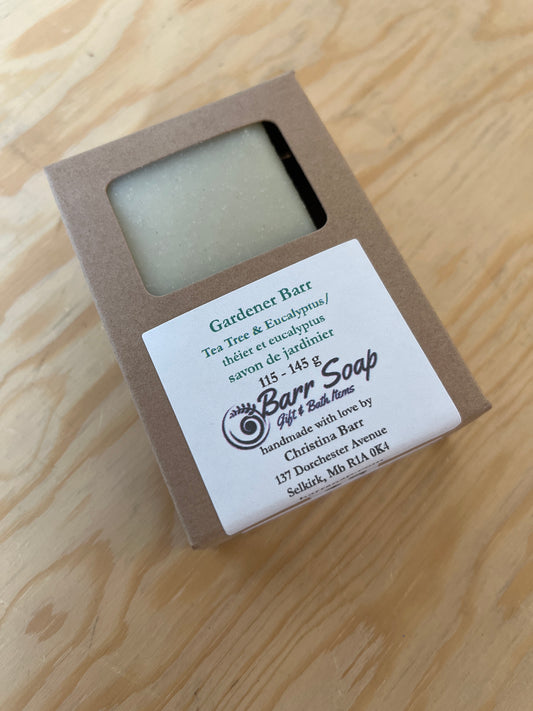 Gardener Barr
Tea Tree & Eucalyptus/
théier et eucalyptus
savon de jardinier
115 - 145 g
Barr Soap
Gift & Bath Items
handmade with love by
Christina Barr
137 Dorchester Avenue
Selkirk, Mb R1A 0K4